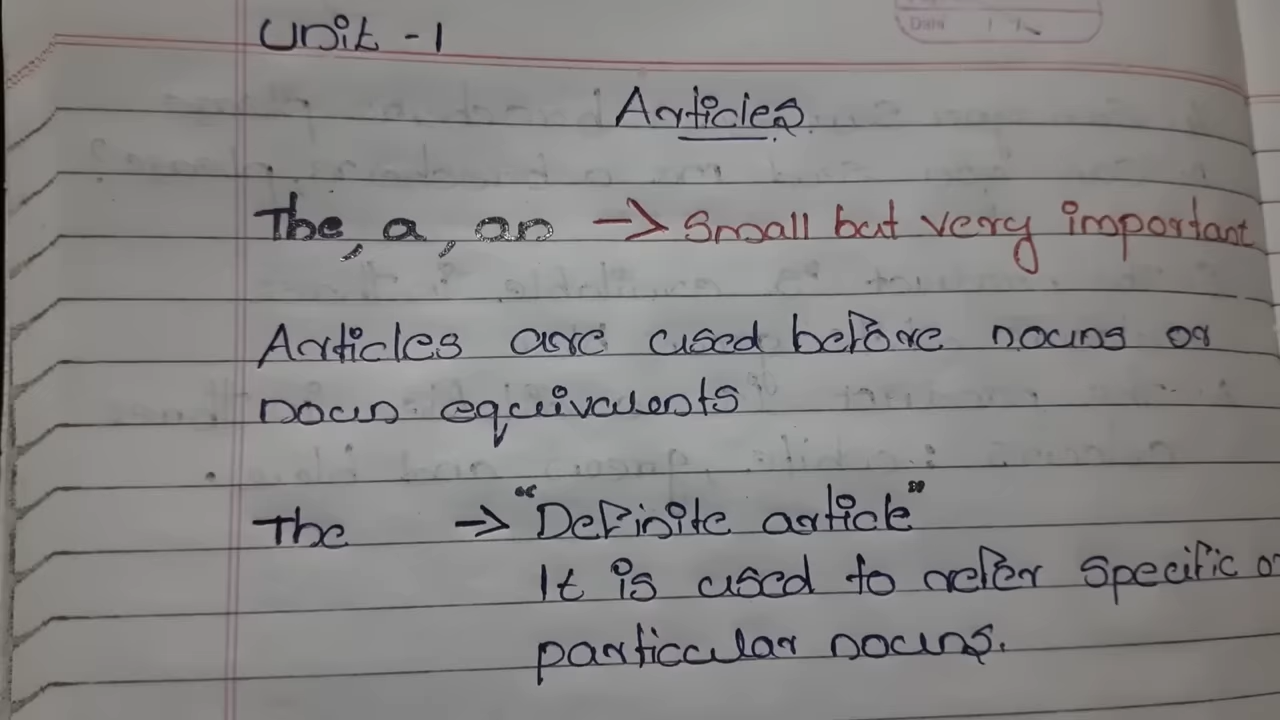 Date
Unit - 1
Articles
The, a, an → Small but very important
Articles are used before nouns or
noun equivalents
The → "Definite article"
It is used to refer specific o
particular nouns.